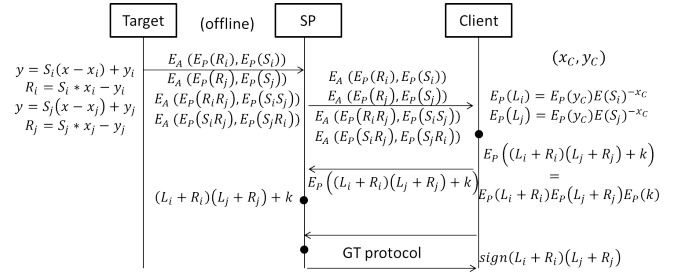 Target
(offline)
SP
Client
y = S_i(x − x_i) + y_i
R_i = S_i ∗ x_i − y_i
y = S_j(x − x_j) + y_j
R_j = S_j ∗ x_j − y_j
E_A (E_P(R_i), E_P(S_i))
E_A (E_P(R_j), E_P(S_j))
E_A (E_P(R_iR_j), E_P(S_iS_j))
E_A (E_P(S_iR_j), E_P(S_jR_i))
E_A (E_P(R_i), E_P(S_i))
E_A (E_P(R_j), E_P(S_j))
E_A (E_P(R_iR_j), E_P(S_iS_j))
E_A (E_P(S_iR_j), E_P(S_jR_i))
(x_C, y_C)
E_P(L_i) = E_P(y_C)E(S_i)^{−x_C}
E_P(L_j) = E_P(y_C)E(S_j)^{−x_C}
E_P ((L_i + R_i)(L_j + R_j) + k)
=
E_P(L_i + R_i)E_P(L_j + R_j)E_P(k)
E_P ((L_i + R_i)(L_j + R_j) + k)
(L_i + R_i)(L_j + R_j) + k
GT protocol
sign(L_i + R_i)(L_j + R_j)